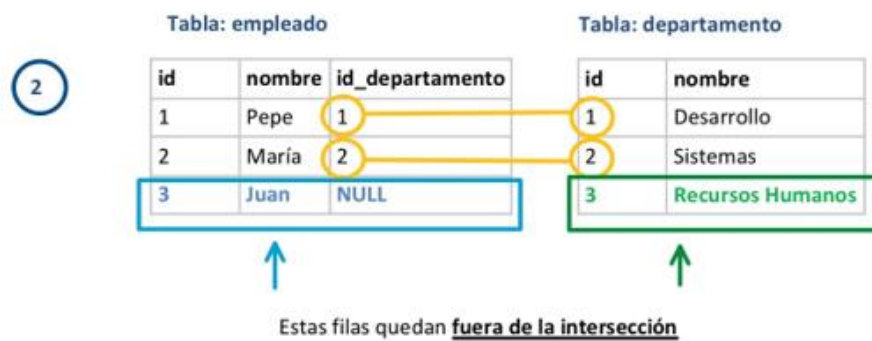 Tabla: empleado Tabla: departamento
2
id nombre id_departamento id nombre
1 Pepe 1 1 Desarrollo
2 María 2 2 Sistemas
3 Juan NULL 3 Recursos Humanos
Estas filas quedan fuera de la intersección